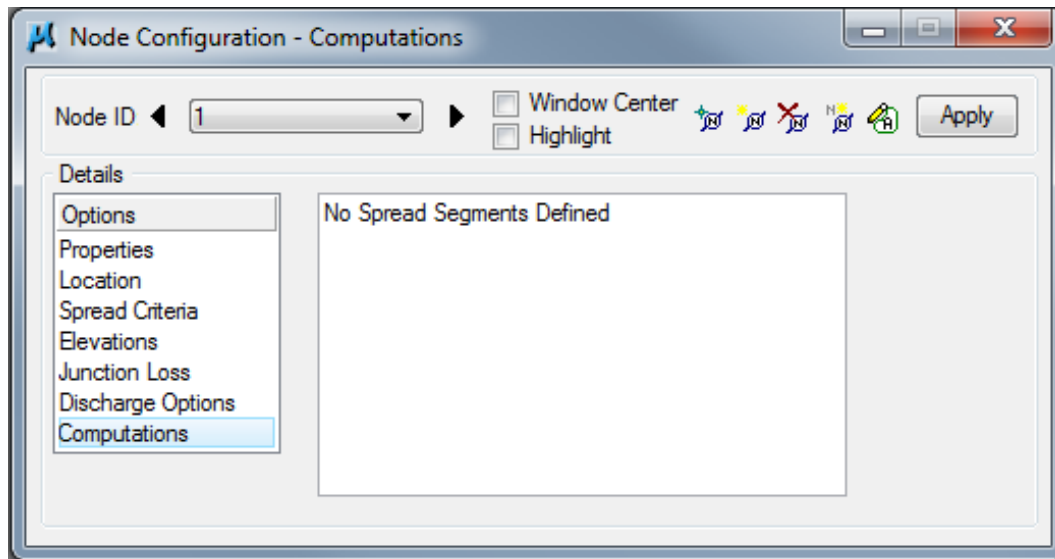 Node Configuration - Computations
Node ID
1
Window Center
Highlight
Apply
Details
Options
Properties
Location
Spread Criteria
Elevations
Junction Loss
Discharge Options
Computations
No Spread Segments Defined